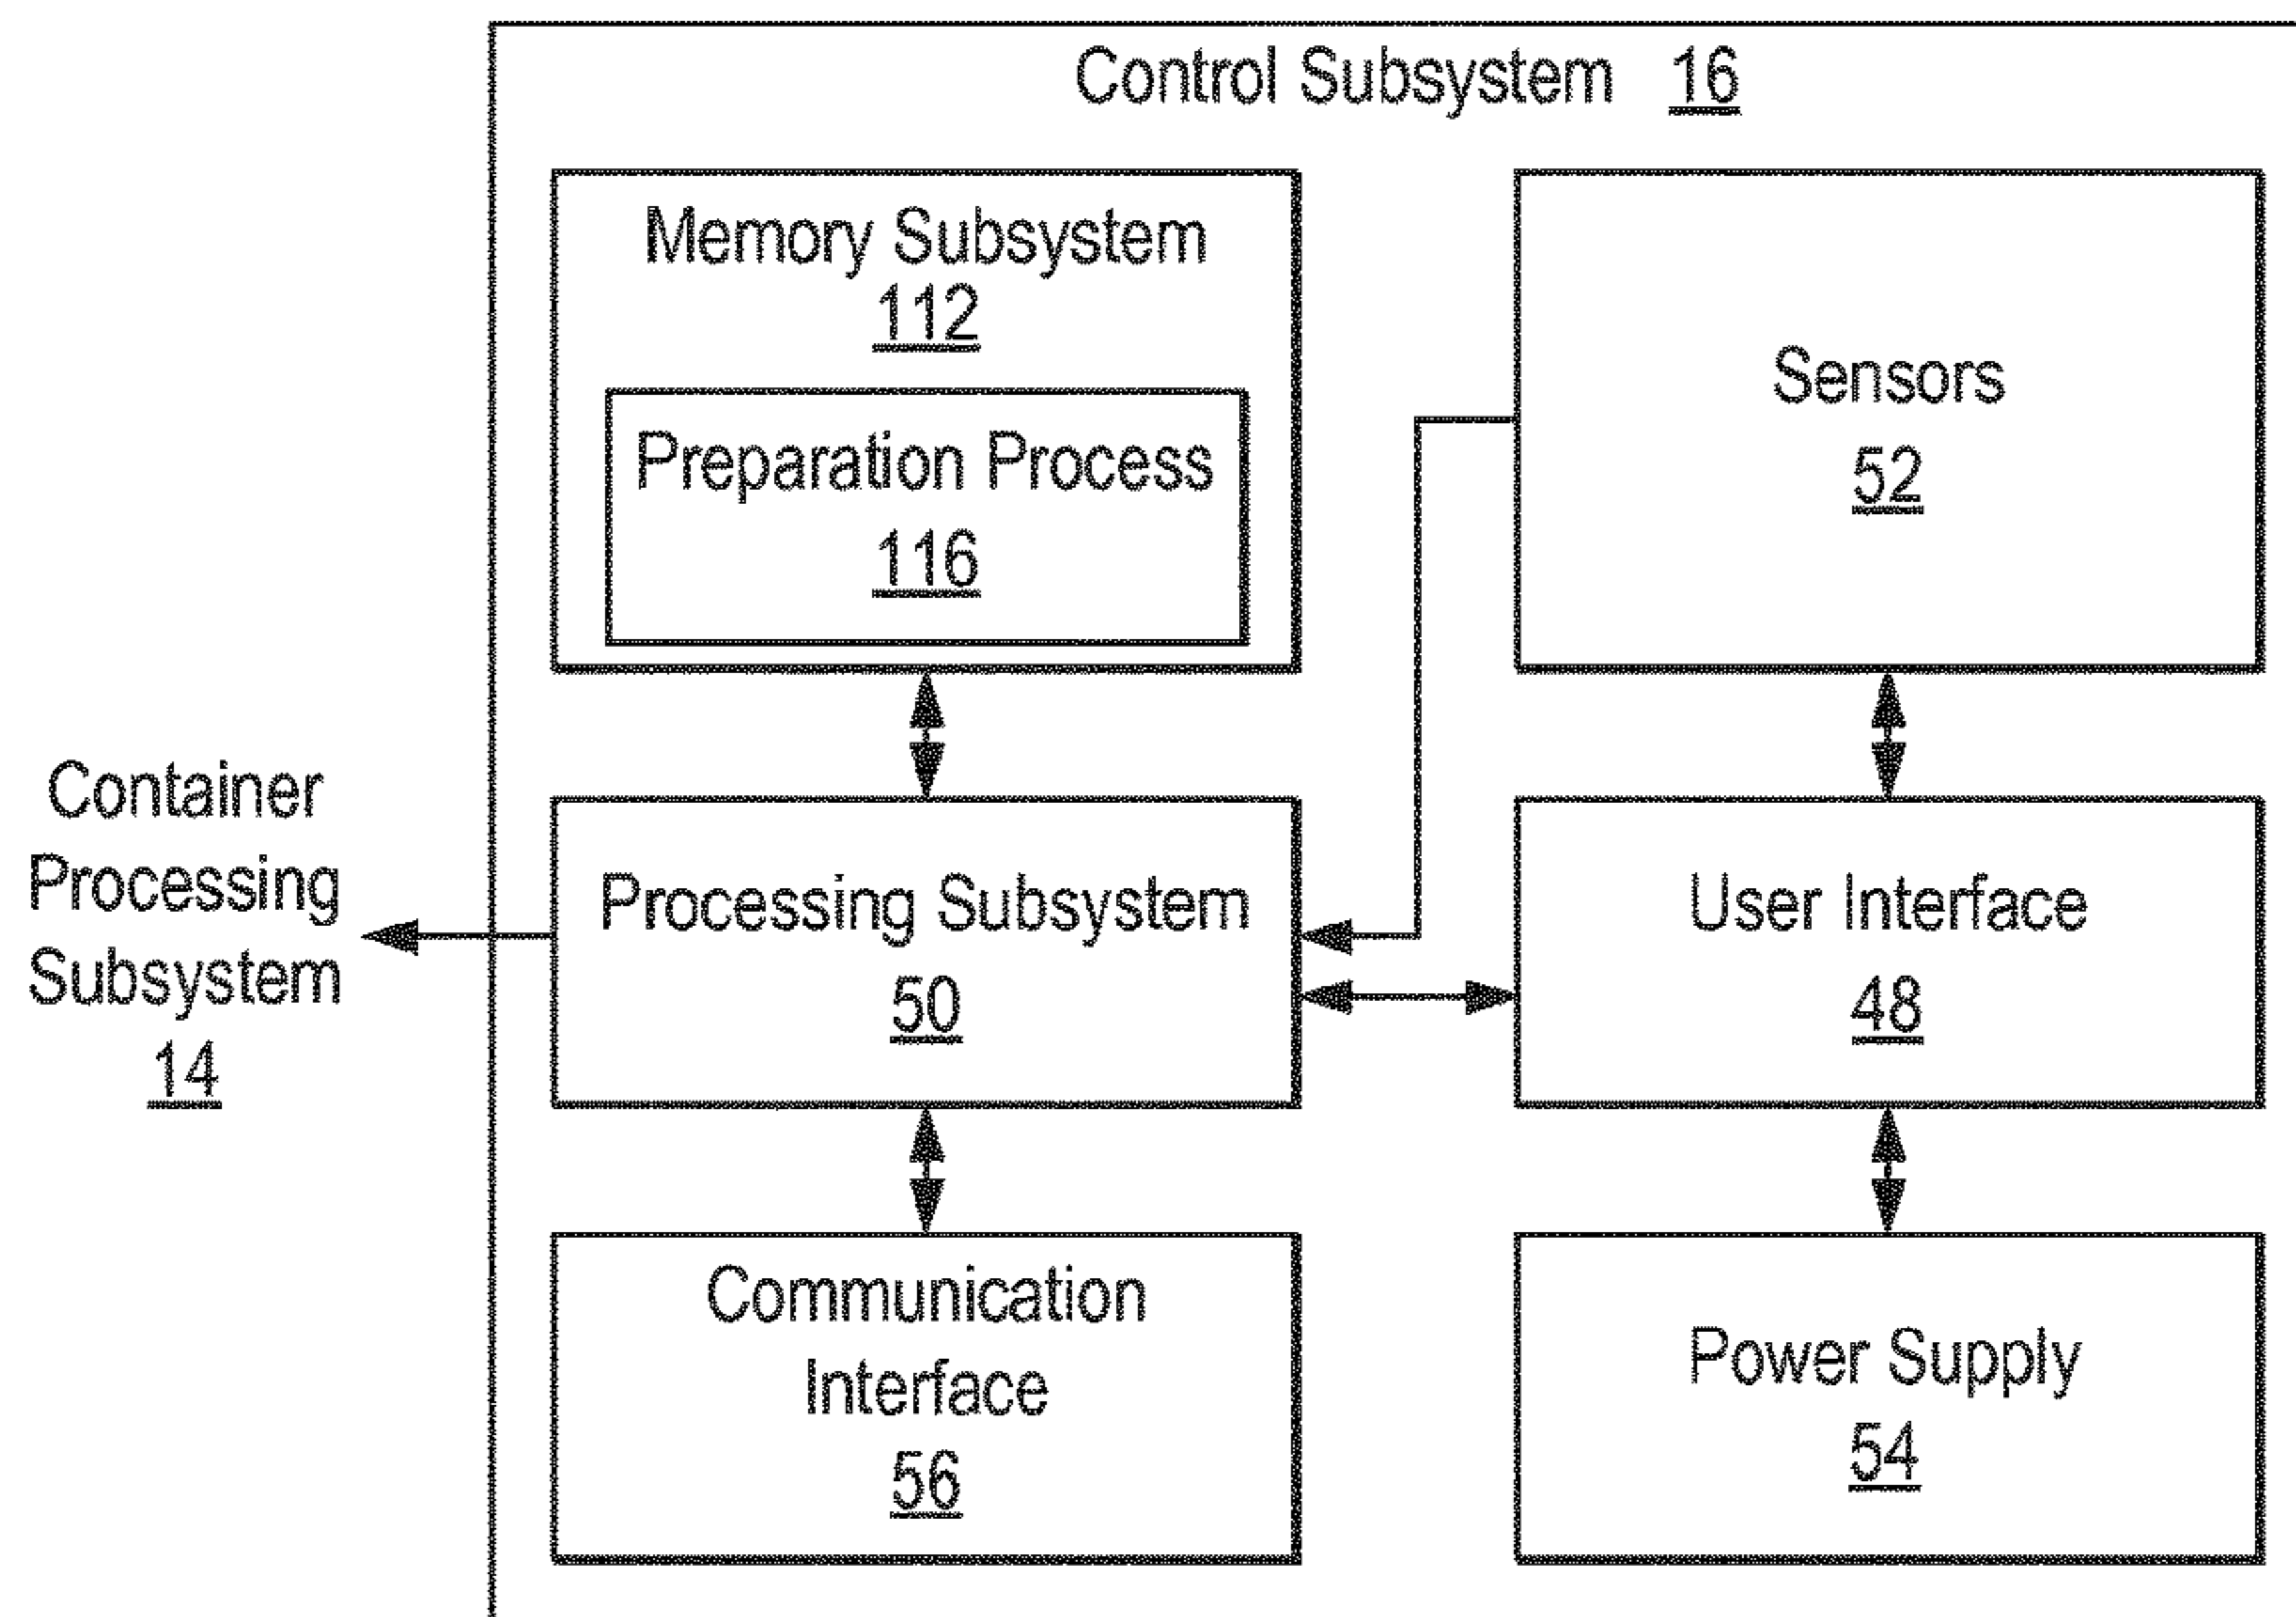 Control Subsystem 16
Memory Subsystem
112
Preparation Process
116
Sensors
52
Container
Processing
Subsystem
14
Processing Subsystem
50
User Interface
48
Communication
Interface
56
Power Supply
54